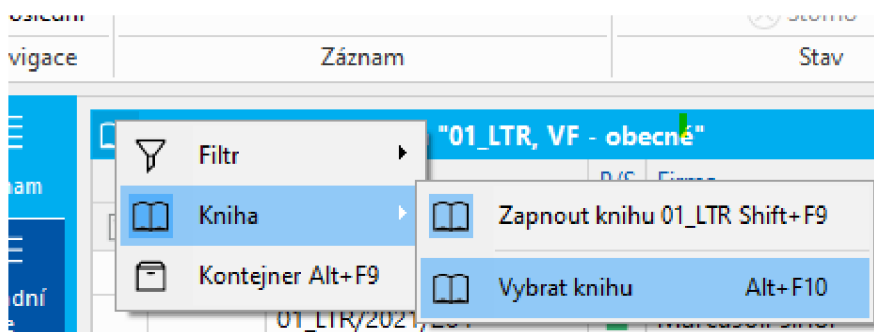 vigace
Záznam
Stav
"01_LTR, VF - obecné"
Filtr
Kniha
Zapnout knihu 01_LTR Shift+F9
Kontejner Alt+F9
Vybrat knihu Alt+F10